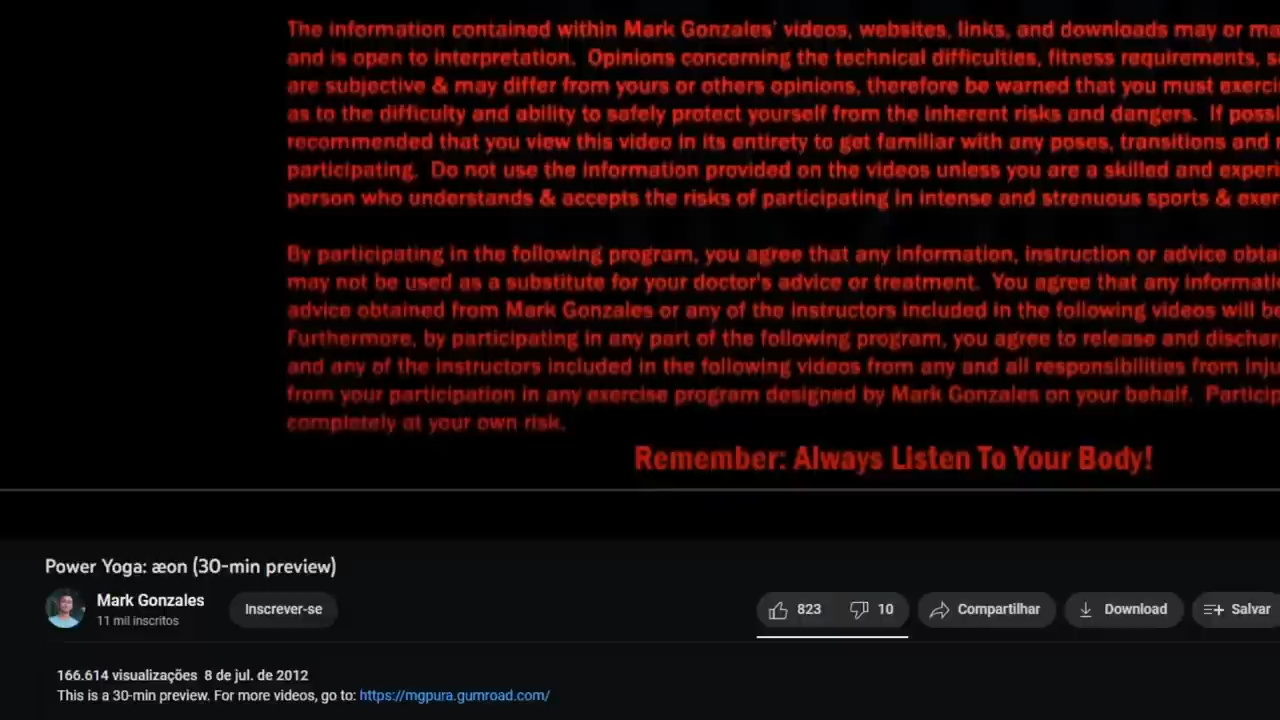 The information contained within Mark Gonzales' videos, websites, links, and downloads may or
and is open to interpretation. Opinions concerning the technical difficulties, fitness requirements,
are subjective & may differ from yours or others opinions, therefore be warned that you must
as to the difficulty and ability to safely protect yourself from the inherent risks and dangers. If
recommended that you view this video in its entirety to get familiar with any poses, transitions and
participating. Do not use the information provided on the videos unless you are a skilled and
person who understands & accepts the risks of participating in intense and strenuous sports &
By participating in the following program, you agree that any information, instruction or advice
may not be used as a substitute for your doctor's advice or treatment. You agree that any
advice obtained from Mark Gonzales or any of the instructors included in the following videos will
Furthermore, by participating in any part of the following program, you agree to release and
and any of the instructors included in the following videos from any and all responsibilities from
from your participation in any exercise program designed by Mark Gonzales on your behalf.
completely at your own risk.
Remember: Always Listen To Your Body!
Power Yoga: æon (30-min preview)
Mark Gonzales
11 mil inscritos
Inscrever-se
823
10
Compartilhar
Download
Salvar
166.614 visualizações 8 de jul. de 2012
This is a 30-min preview. For more videos, go to: https://mgpura.gumroad.com/